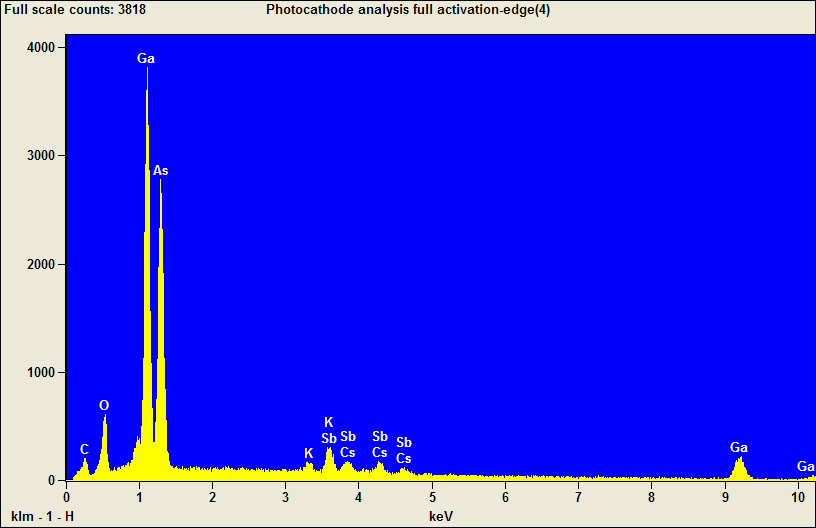 Full scale counts: 3818
Photocathode analysis full activation-edge(4)
4000
3000
2000
1000
0
Ga
As
O
C
K
K
Sb
Sb
Cs
Sb
Cs
Sb
Cs
Ga
Ga
0 1 2 3 4 5 6 7 8 9 10
klm - 1 - H
keV